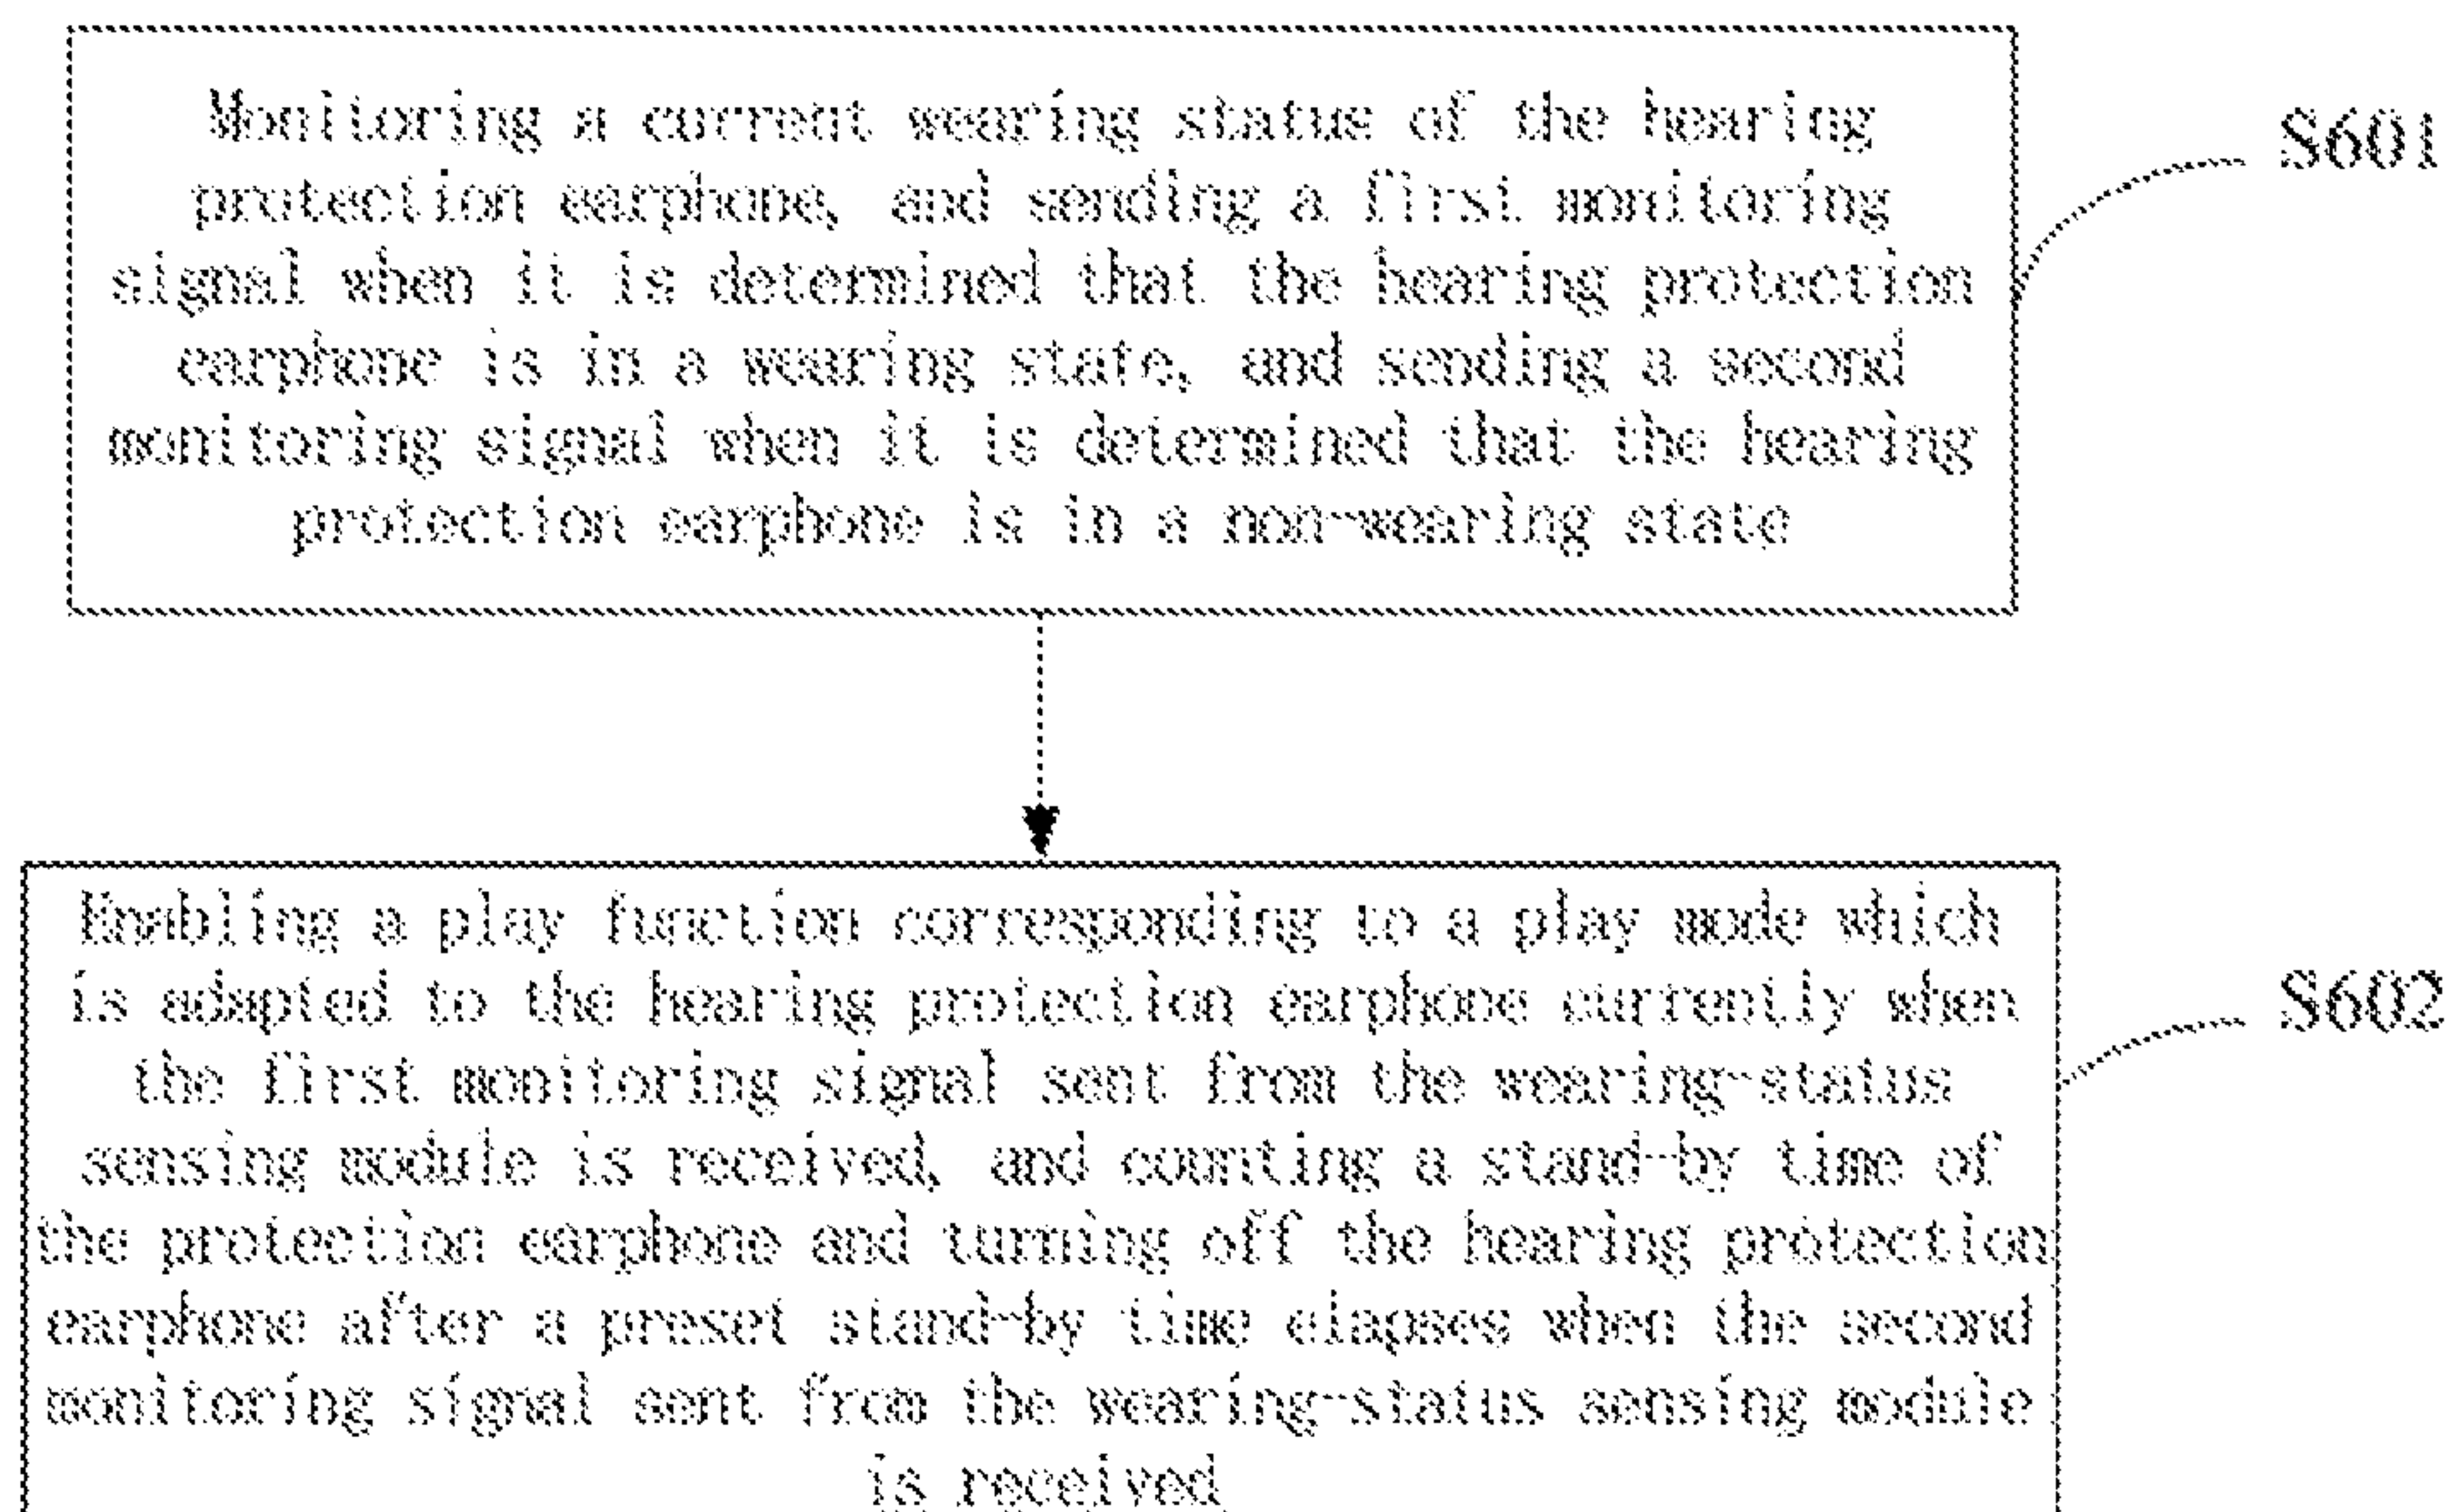 Monitoring a current wearing status of the hearing
protection earphone, and sending a first monitoring
signal when it is determined that the hearing protection
earphone is in a wearing state, and sending a second
monitoring signal when it is determined that the hearing
protection earphone is in a non-wearing state
S601
Enabling a play function corresponding to a play mode which
is adapted to the hearing protection earphone currently when
the first monitoring signal sent from the wearing-status
sensing module is received, and counting a stand-by time of
the protection earphone and turning off the hearing protection
earphone after a preset stand-by time elapses when the second
monitoring signal sent from the wearing-status sensing module
is received
S602